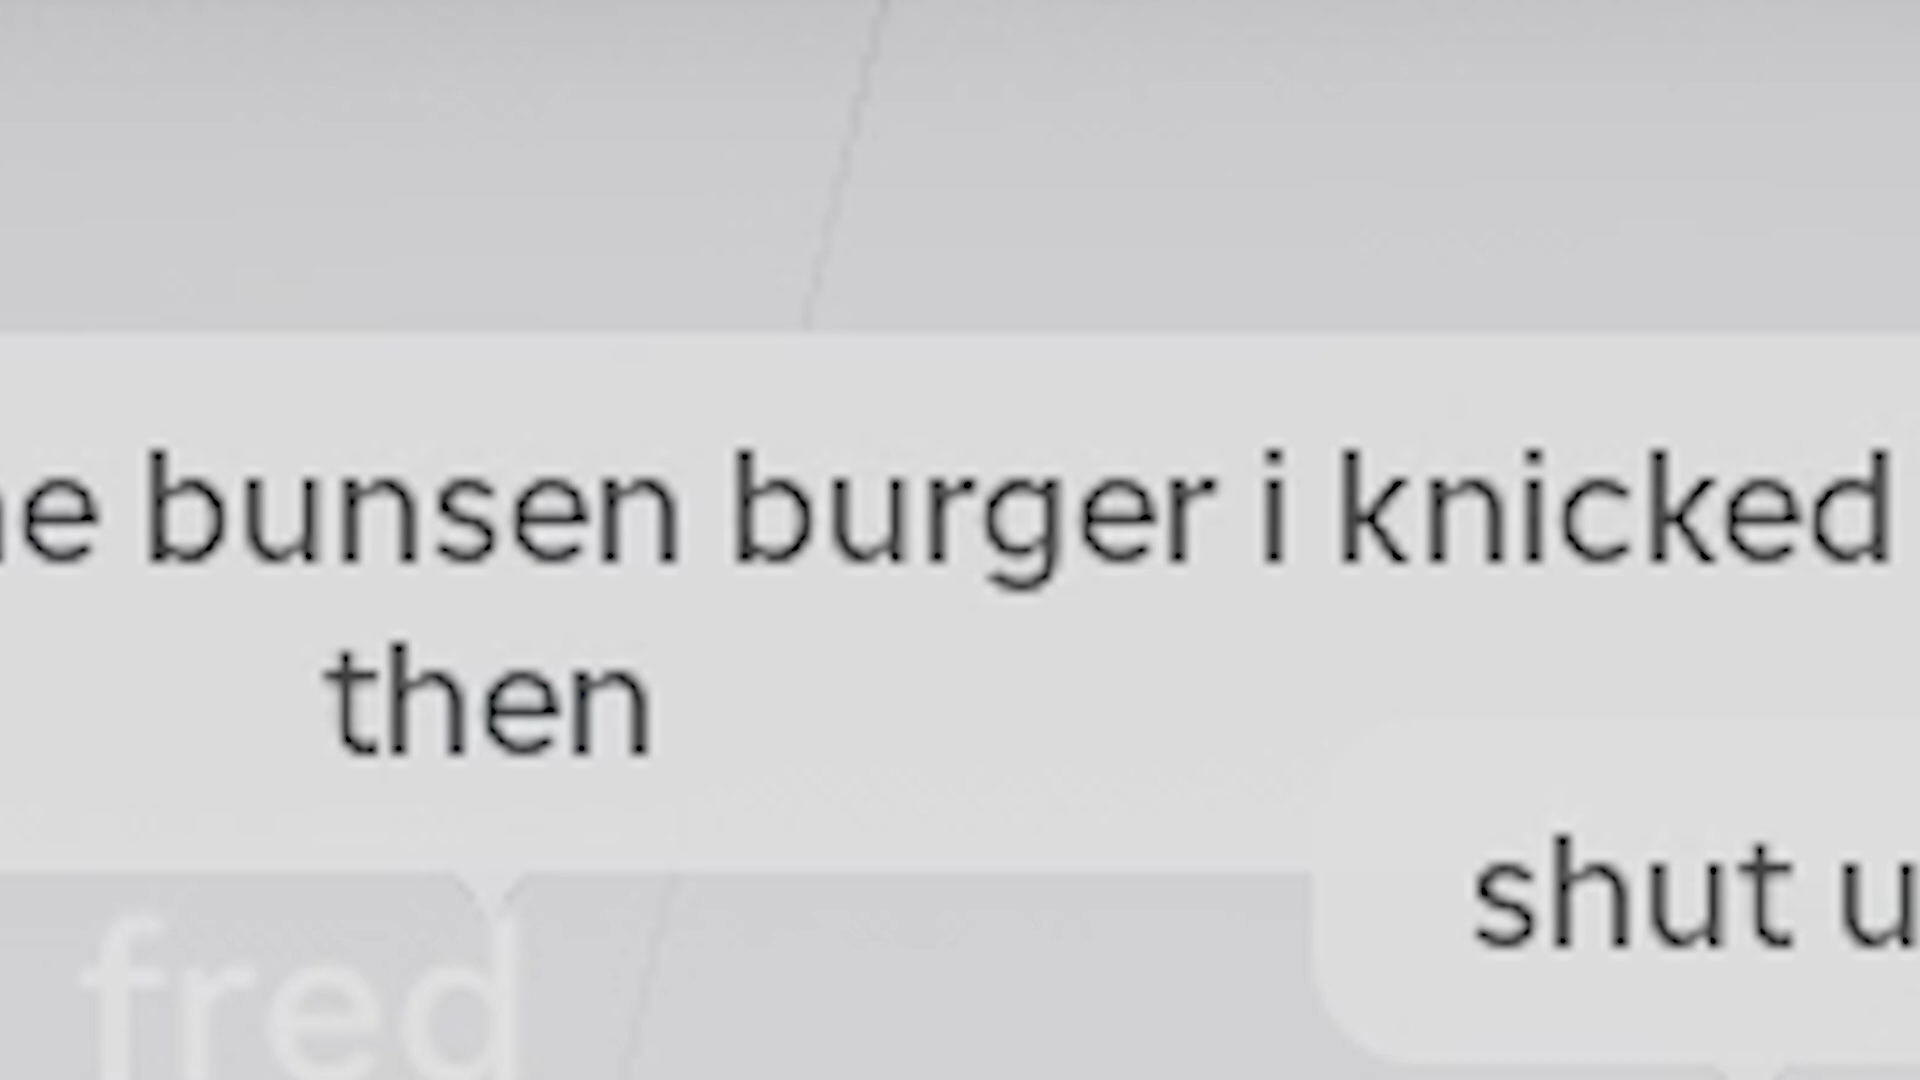 bunsen burger i knicked
then
shut u
fred